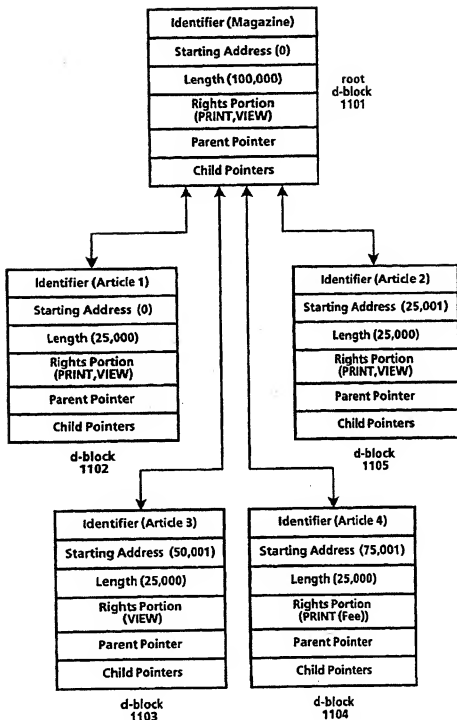 Identifier (Magazine)
Starting Address (0)
Length (100,000)
Rights Portion
(PRINT,VIEW)
Parent Pointer
Child Pointers
root
d-block
1101
Identifier (Article 1)
Starting Address (0)
Length (25,000)
Rights Portion
(PRINT,VIEW)
Parent Pointer
Child Pointers
d-block
1102
Identifier (Article 2)
Starting Address (25,001)
Length (25,000)
Rights Portion
(PRINT,VIEW)
Parent Pointer
Child Pointers
d-block
1105
Identifier (Article 3)
Starting Address (50,001)
Length (25,000)
Rights Portion
(VIEW)
Parent Pointer
Child Pointers
d-block
1103
Identifier (Article 4)
Starting Address (75,001)
Length (25,000)
Rights Portion
(PRINT (Fee))
Parent Pointer
Child Pointers
d-block
1104